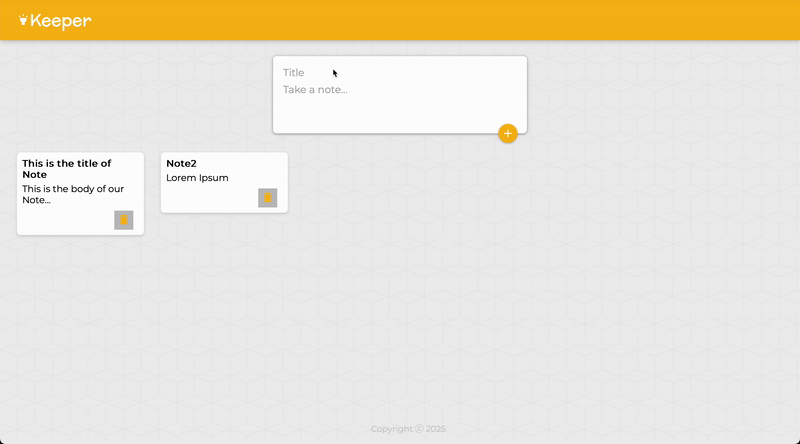 Keeper
Title
Take a note...
+
This is the title of
Note
This is the body of our
Note...
Note2
Lorem Ipsum
Copyright ⓒ 2025